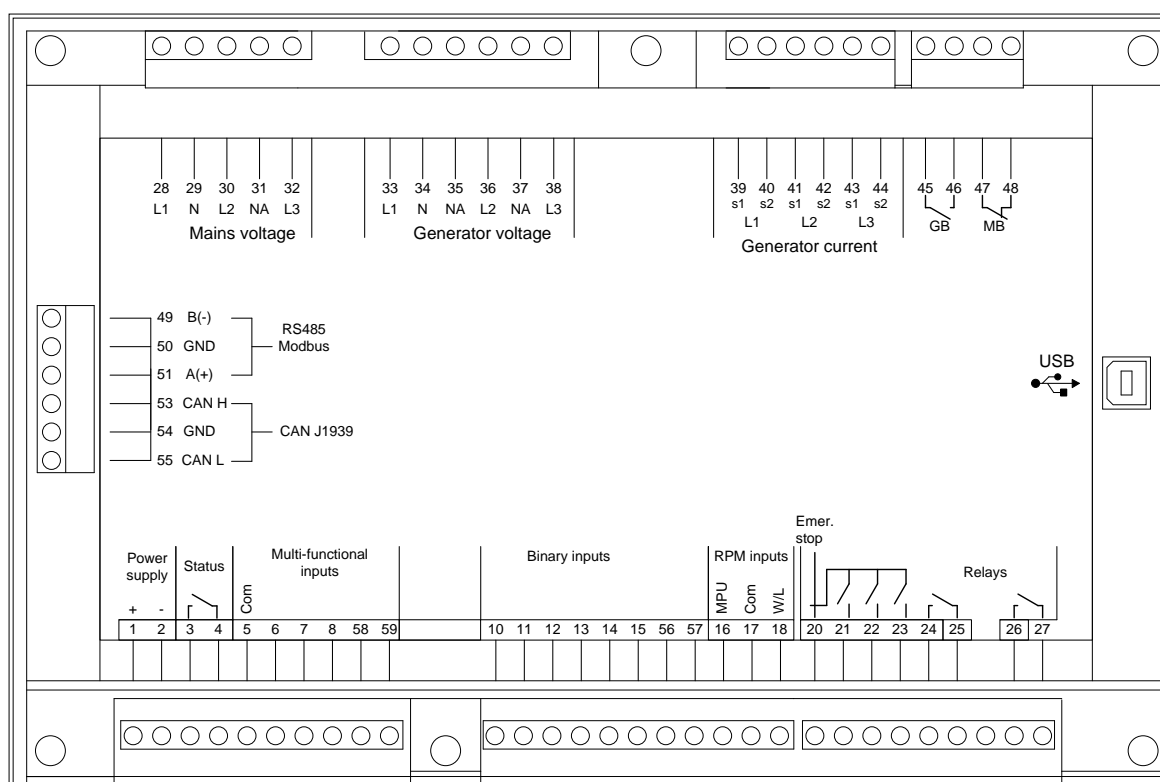 28 29 30 31 32 33 34 35 36 37 38 39 40 41 42 43 44 45 46 47 48
s1 s2 s1 s2 s1 s2
L1 N L2 NA L3 L1 N NA L2 NA L3
L1 L2 L3 GB MB
Mains voltage Generator voltage Generator current
49 B(-)
50 GND
51 A(+)
RS485
Modbus
53 CAN H
54 GND
55 CAN L
CAN J1939
USB
Emer.
stop
Power
supply
Status
Multi-functional
inputs
Binary inputs
RPM inputs
Relays
+ - Com MPU Com W/L
1 2 3 4 5 6 7 8 58 59 10 11 12 13 14 15 56 57 16 17 18 20 21 22 23 24 25 26 27